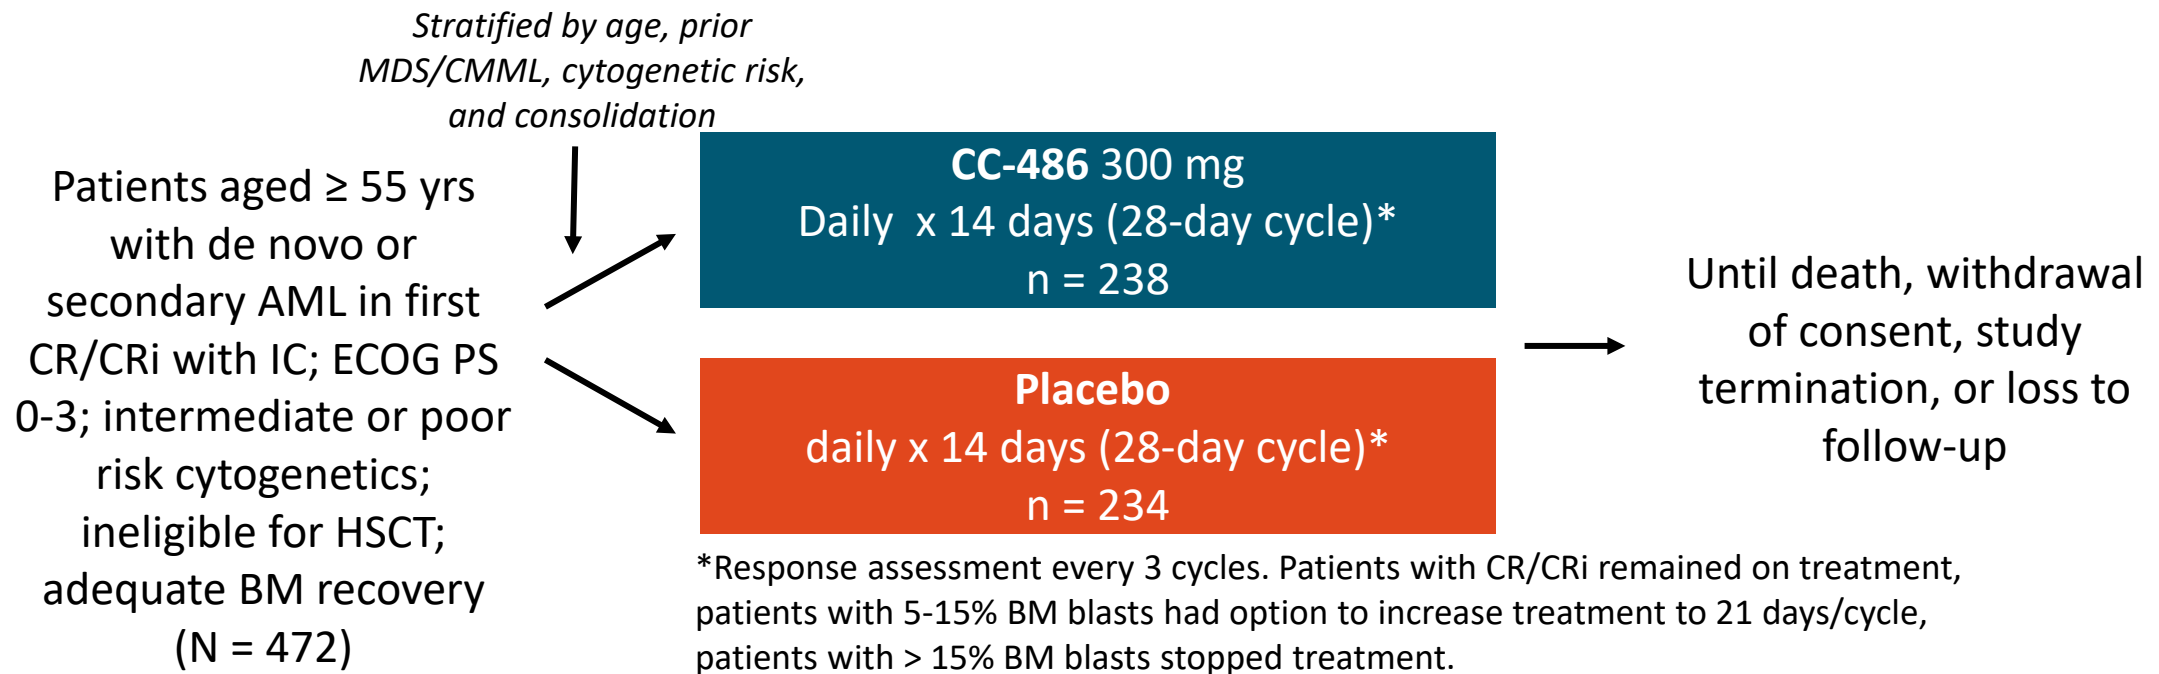 Stratified by age, prior
MDS/CMML, cytogenetic risk,
and consolidation
Patients aged ≥ 55 yrs
with de novo or
secondary AML in first
CR/CRi with IC; ECOG PS
0-3; intermediate or poor
risk cytogenetics;
ineligible for HSCT;
adequate BM recovery
(N = 472)
CC-486 300 mg
Daily x 14 days (28-day cycle)*
n = 238
Placebo
daily x 14 days (28-day cycle)*
n = 234
Until death, withdrawal
of consent, study
termination, or loss to
follow-up
*Response assessment every 3 cycles. Patients with CR/CRi remained on treatment,
patients with 5-15% BM blasts had option to increase treatment to 21 days/cycle,
patients with > 15% BM blasts stopped treatment.